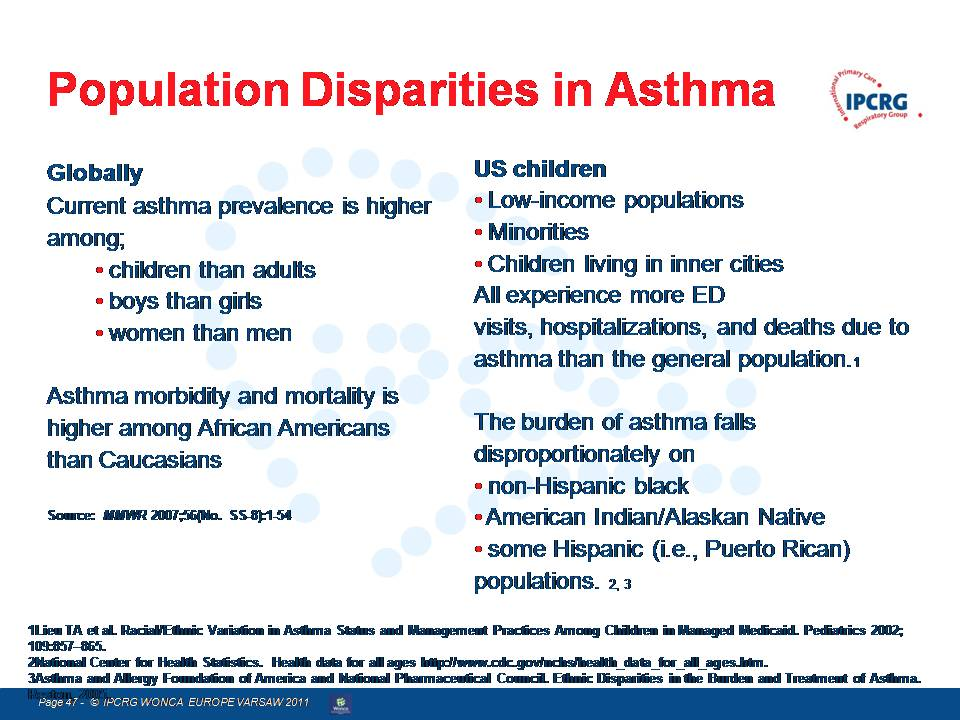 Population Disparities in Asthma
International Primary Care
IPCRG
Respiratory Group
Globally
Current asthma prevalence is higher
among;
• children than adults
• boys than girls
• women than men
Asthma morbidity and mortality is
higher among African Americans
than Caucasians
Source: MMWR 2007;56(No. SS-8):1-54
US children
• Low-income populations
• Minorities
• Children living in inner cities
All experience more ED
visits, hospitalizations, and deaths due to
asthma than the general population.1
The burden of asthma falls
disproportionately on
• non-Hispanic black
• American Indian/Alaskan Native
• some Hispanic (i.e., Puerto Rican)
populations. 2, 3
1Lieu TA et al. Racial/Ethnic Variation in Asthma Status and Management Practices Among Children in Managed Medicaid. Pediatrics 2002;
109:857–865.
2National Center for Health Statistics. Health data for all ages http://www.cdc.gov/nchs/health_data_for_all_ages.htm.
3Asthma and Allergy Foundation of America and National Pharmaceutical Council. Ethnic Disparities in the Burden and Treatment of Asthma.
Reston, 2005.
Page 47 - © IPCRG WONCA EUROPE VARSAW 2011